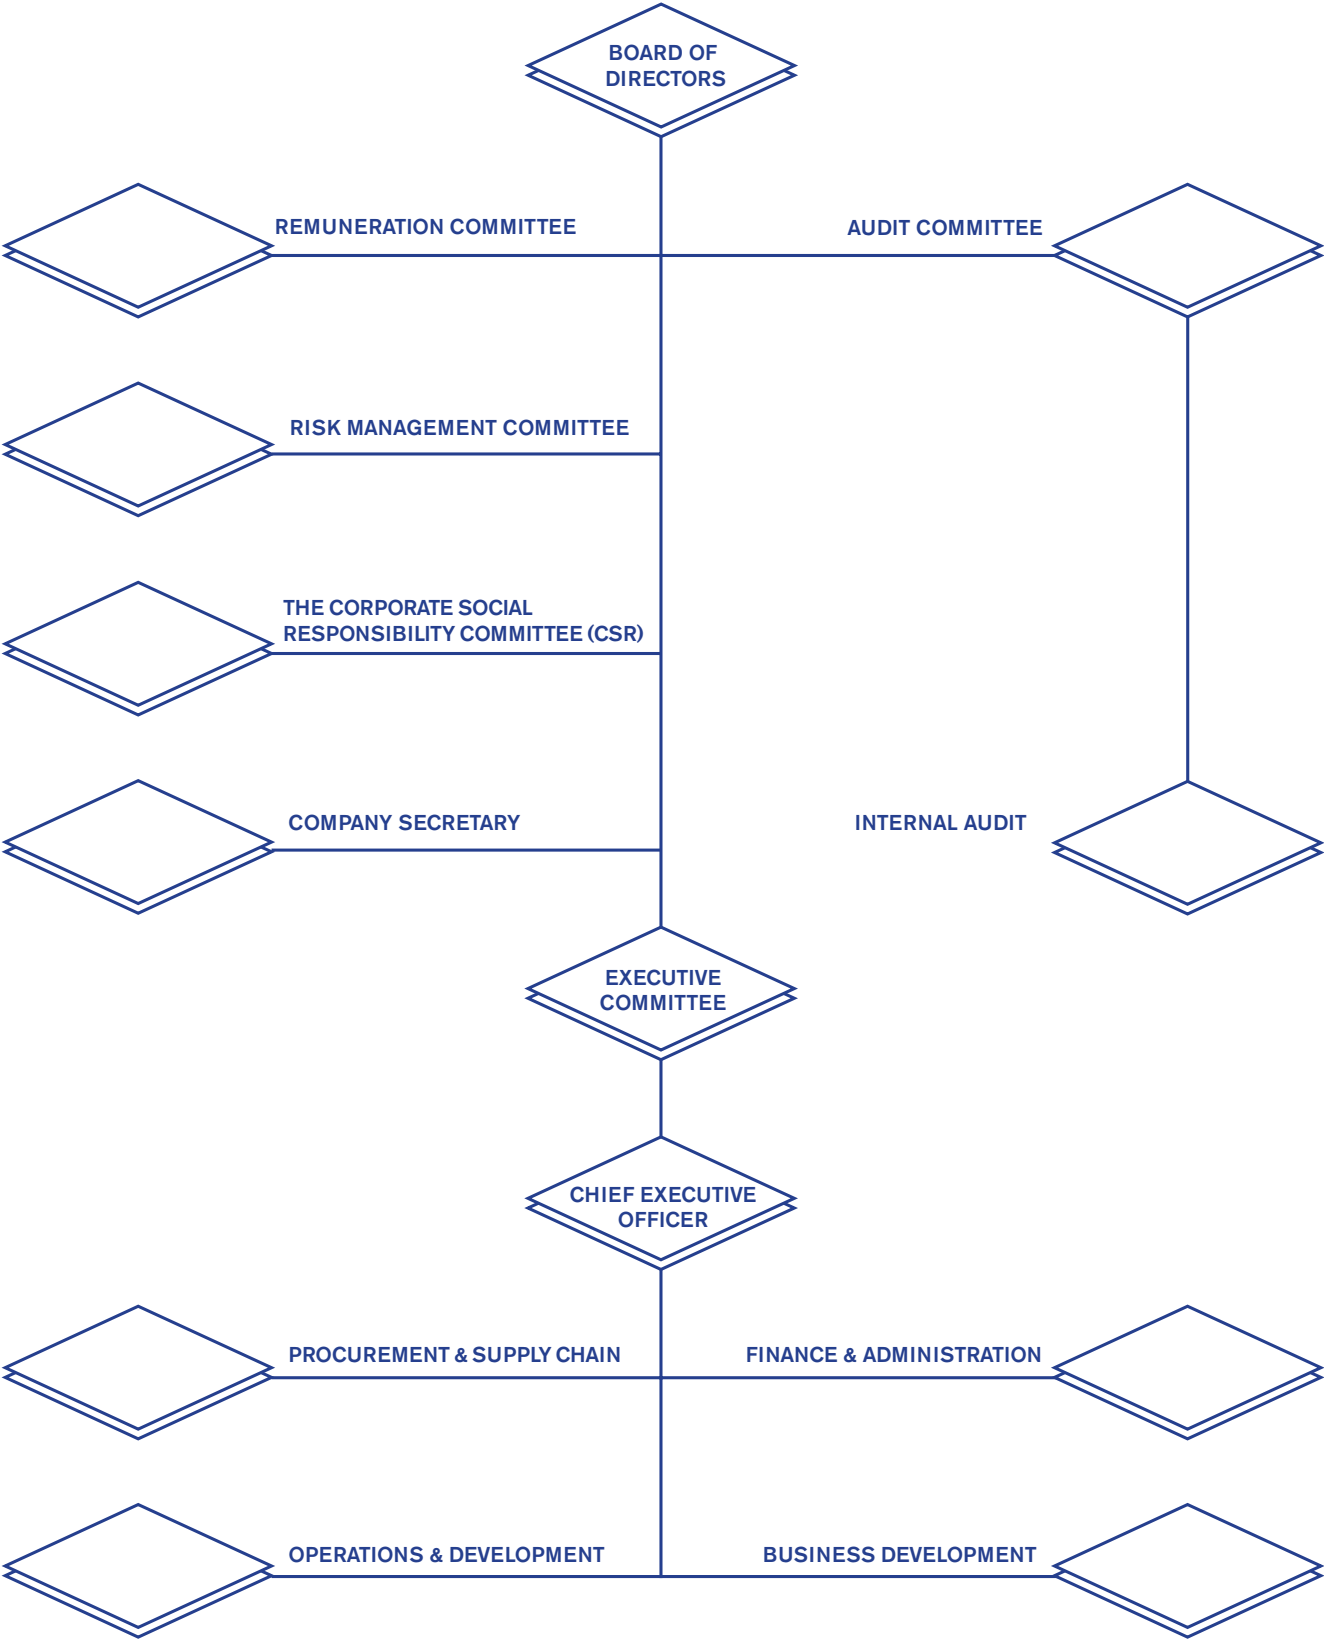 BOARD OF
DIRECTORS
REMUNERATION COMMITTEE
AUDIT COMMITTEE
RISK MANAGEMENT COMMITTEE
THE CORPORATE SOCIAL
RESPONSIBILITY COMMITTEE (CSR)
COMPANY SECRETARY
INTERNAL AUDIT
EXECUTIVE
COMMITTEE
CHIEF EXECUTIVE
OFFICER
PROCUREMENT & SUPPLY CHAIN
FINANCE & ADMINISTRATION
OPERATIONS & DEVELOPMENT
BUSINESS DEVELOPMENT